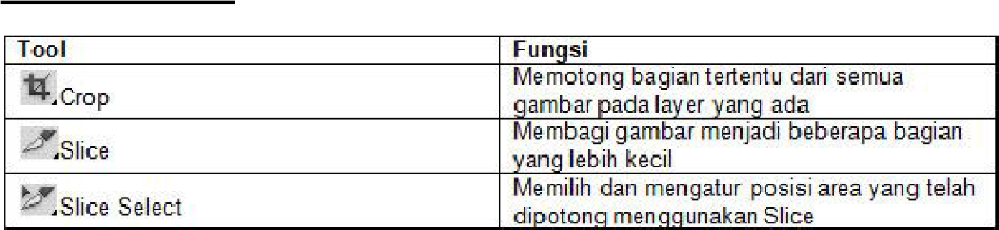 Tool Fungsi
Crop Memotong bagian tertentu dari semua
gambar pada layer yang ada
Slice Membagi gambar menjadi beberapa bagian
yang lebih kecil
Slice Select Memilih dan mengatur posisi area yang telah
dipotong menggunakan Slice